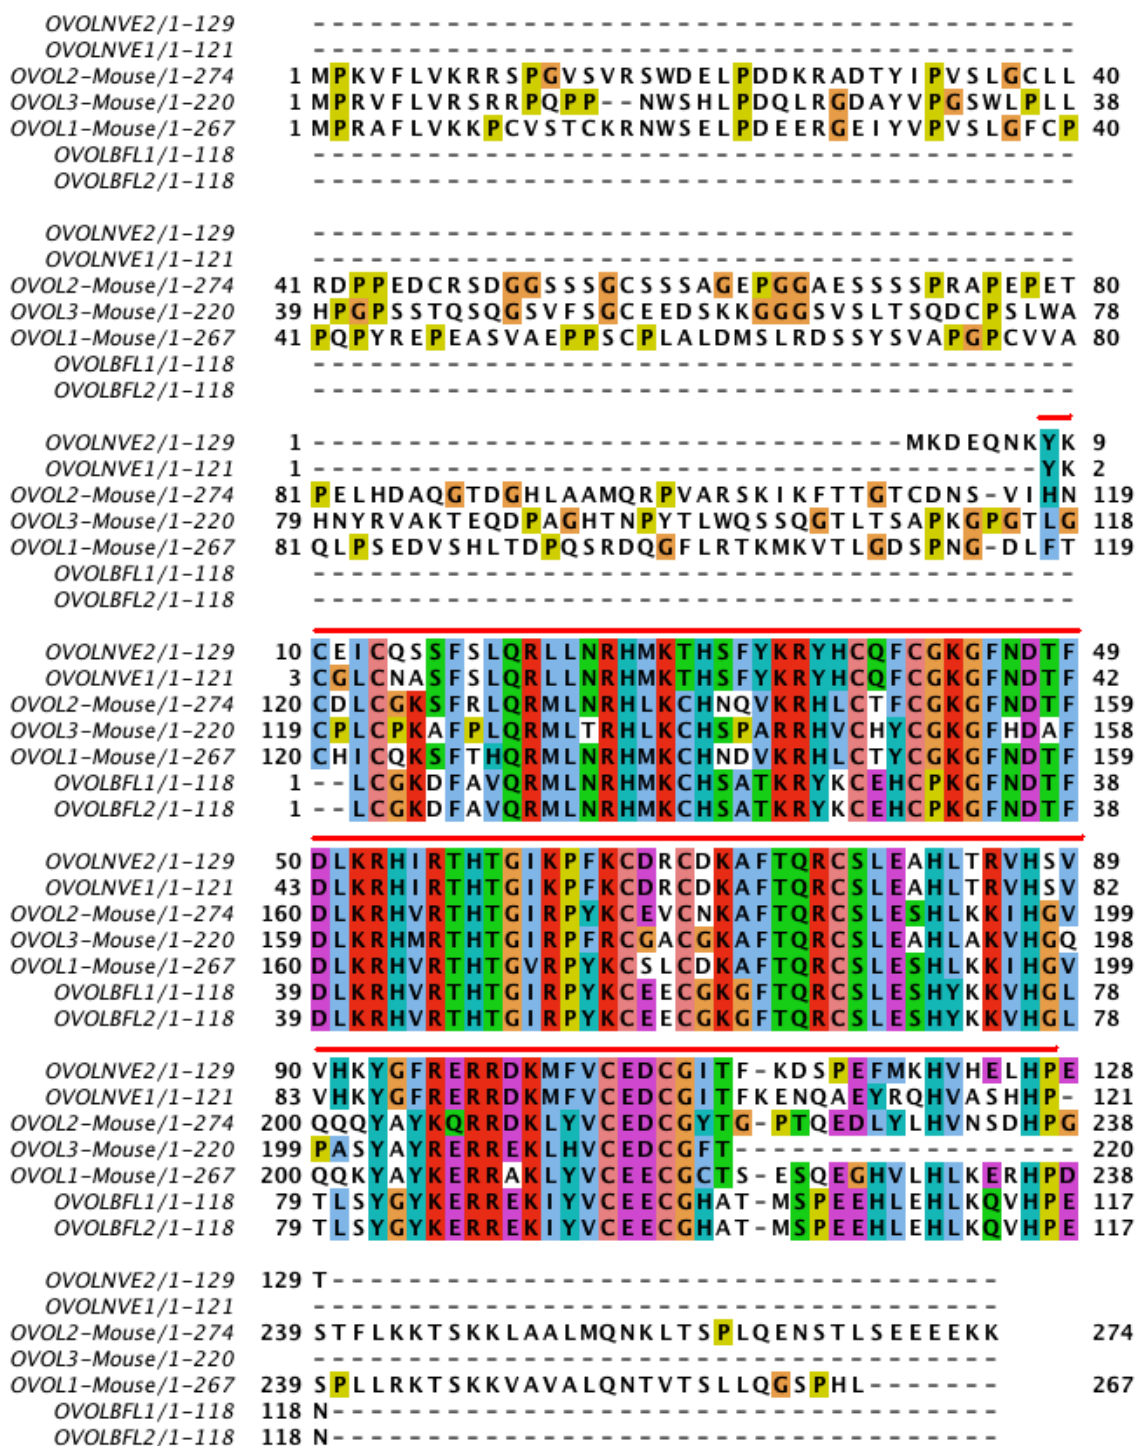 OVOLNVE2/1-129 ---------------------------------------
OVOLNVE1/1-121 ---------------------------------------
OVOL2-Mouse/1-274 1 MPKVFLVKRRSPGVSVRSWDELPDDKRADTYIPVSLGCLL 40
OVOL3-Mouse/1-220 1 MPRVFLVRSRRPQPP--NWSHLPDQLRGDAYVPGSWLPLL 38
OVOL1-Mouse/1-267 1 MPRAFLVKKPCVSTCKRNWSELPDEERGEIYVPVSLGFCP 40
OVOLBFL1/1-118 ---------------------------------------
OVOLBFL2/1-118 ---------------------------------------
OVOLNVE2/1-129 ---------------------------------------
OVOLNVE1/1-121 ---------------------------------------
OVOL2-Mouse/1-274 41 RDPPEDCRSDGGSSSGCSSSAGEPGGAESSSSPRAPEPET 80
OVOL3-Mouse/1-220 39 HPGPSSTQSQGSVFSGCEEDSKKGGGSVSLTSQDCPSLWA 78
OVOL1-Mouse/1-267 41 PQPYREPEASVAEPPSCPLALDMSLRDSSYSVAPGPCVVA 80
OVOLBFL1/1-118 ---------------------------------------
OVOLBFL2/1-118 ---------------------------------------
OVOLNVE2/1-129 1 -------------------------------MKDEQNKYK 9
OVOLNVE1/1-121 1 --------------------------------------YK 2
OVOL2-Mouse/1-274 81 PELHDAQGTDGHLAAMQRPVARSKIKFTTGTCDNS-VIHN 119
OVOL3-Mouse/1-220 79 HNYRVAKTEQDPAGHTNPYTLWQSSQGTLTSAPKGPGTLG 118
OVOL1-Mouse/1-267 81 QLPSEDVSHLTDPQSRDQGFLRTKMKVTLGDSPNG-DLFT 119
OVOLBFL1/1-118 ---------------------------------------
OVOLBFL2/1-118 ---------------------------------------
OVOLNVE2/1-129 10 CEICQSSFSLQRLLNRHMKTHSFYKRYHCQFCGKGFNDTF 49
OVOLNVE1/1-121 3 CGLCNASFSLQRLLNRHMKTHSFYKRYHCQFCGKGFNDTF 42
OVOL2-Mouse/1-274 120 CDLCGKSFRLQRMLNRHLKCHNQVKRHLCTFCGKGFNDTF 159
OVOL3-Mouse/1-220 119 CPLCPKAFPLQRMLTRHLKCHSPARRHVCHYCGKGFHDAF 158
OVOL1-Mouse/1-267 120 CHICQKSFTHQRMLNRHMKCHNDVKRHLCTYCGKGFNDTF 159
OVOLBFL1/1-118 1 --LCGKDFAVQRMLNRHMKCHSATKRYKCEHCPKGFNDTF 38
OVOLBFL2/1-118 1 --LCGKDFAVQRMLNRHMKCHSATKRYKCEHCPKGFNDTF 38
OVOLNVE2/1-129 50 DLKRHIRTHTGIKPFKCDRCDKAFTQRCSLEAHLTRVHSV 89
OVOLNVE1/1-121 43 DLKRHIRTHTGIKPFKCDRCDKAFTQRCSLEAHLTRVHSV 82
OVOL2-Mouse/1-274 160 DLKRHVRTHTGIRPYKCEVCNKAFTQRCSLESHLKKIHGV 199
OVOL3-Mouse/1-220 159 DLKRHMRTHTGIRPFRCGACGKAFTQRCSLEAHLAKVHGQ 198
OVOL1-Mouse/1-267 160 DLKRHVRTHTGVRPYKCSLCDKAFTQRCSLESHLKKIHGV 199
OVOLBFL1/1-118 39 DLKRHVRTHTGIRPYKCEECGKGFTQRCSLESHYKKVHGL 78
OVOLBFL2/1-118 39 DLKRHVRTHTGIRPYKCEECGKGFTQRCSLESHYKKVHGL 78
OVOLNVE2/1-129 90 VHKYGFRERRDKMFVCEDCGITF-KDSPEFMKHVHELHPE 128
OVOLNVE1/1-121 83 VHKYGFRERRDKMFVCEDCGITFKENQAEYRQHVASHHP- 121
OVOL2-Mouse/1-274 200 QQQYAYKQRRDKLYVCEDCGYTG-PTQEDLYLHVNSDHPG 238
OVOL3-Mouse/1-220 199 PASYAYRERREKLHVCEDCGFT------------------ 220
OVOL1-Mouse/1-267 200 QQKYAYKERRAKLYVCEECGCTS-ESQEGHVLHLKERHPD 238
OVOLBFL1/1-118 79 TLSYGYKERREKIYVCEECGHAT-MSPEEHLEHLKQVHPE 117
OVOLBFL2/1-118 79 TLSYGYKERREKIYVCEECGHAT-MSPEEHLEHLKQVHPE 117
OVOLNVE2/1-129 129 T-----------------------------------
OVOLNVE1/1-121 ------------------------------------
OVOL2-Mouse/1-274 239 STFLKKTSKKLAALMQNKLTSPLQENSTLSEEEEKK 274
OVOL3-Mouse/1-220 ------------------------------------
OVOL1-Mouse/1-267 239 SPLLRKTSKKVAVALQNTVTSLLQGSPHL------- 267
OVOLBFL1/1-118 118 N-----------------------------------
OVOLBFL2/1-118 118 N-----------------------------------